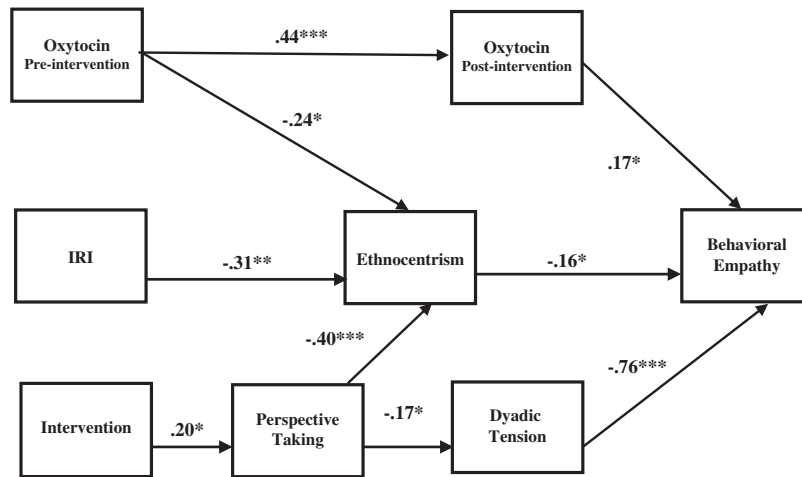 Oxytocin
Pre-intervention
.44***
Oxytocin
Post-intervention
-.24*
.17*
IRI
-.31**
Ethnocentrism
-.16*
Behavioral
Empathy
-.40***
-.76***
Intervention
.20*
Perspective
Taking
-.17*
Dyadic
Tension